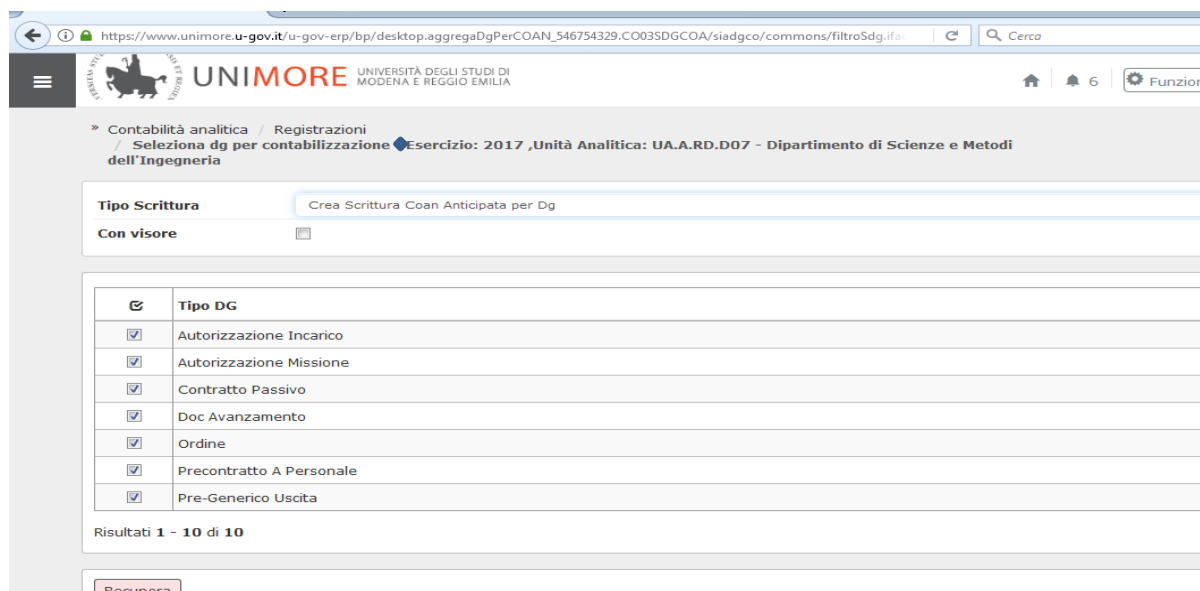 https://www.unimore.u-gov.it/u-gov-erp/bp/desktop.aggregaDgPerCOAN_546754329.CO03SDGCOA/siadgco/commons/filtroSdg.ifac
Cerca
UNIMORE UNIVERSITÀ DEGLI STUDI DI
MODENA E REGGIO EMILIA
6
Funzion
» Contabilità analitica / Registrazioni
/ Seleziona dg per contabilizzazione Esercizio: 2017 ,Unità Analitica: UA.A.RD.D07 - Dipartimento di Scienze e Metodi
dell'Ingegneria
Tipo Scrittura Crea Scrittura Coan Anticipata per Dg
Con visore
Tipo DG
Autorizzazione Incarico
Autorizzazione Missione
Contratto Passivo
Doc Avanzamento
Ordine
Precontratto A Personale
Pre-Generico Uscita
Risultati 1 - 10 di 10
Recupera